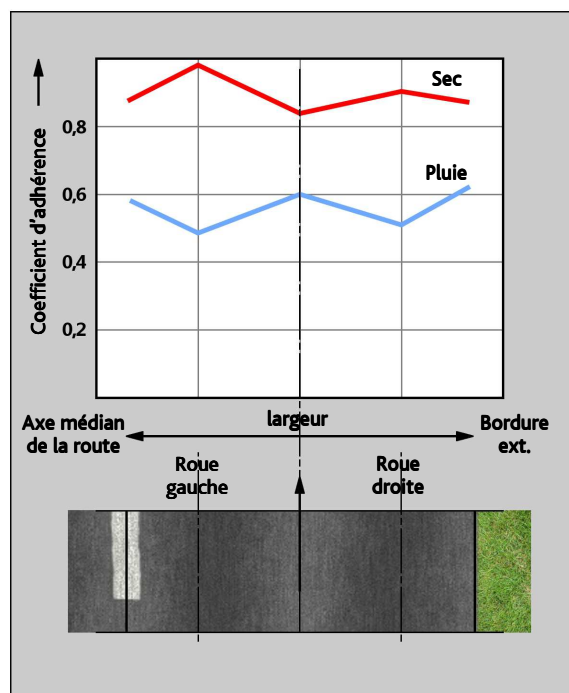 Coefficient d'adhérence
Sec
0,8
Pluie
0,6
0,4
0,2
Axe médian
de la route
largeur
Bordure
ext.
Roue
gauche
Roue
droite